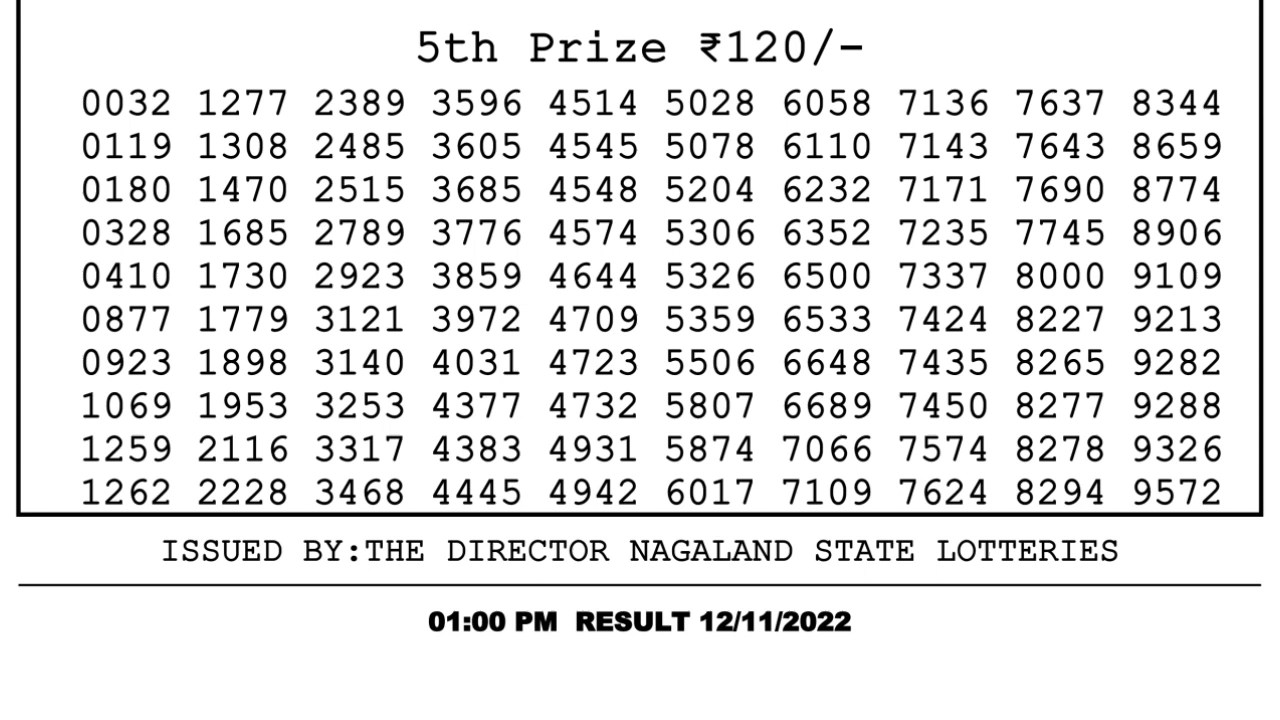 5th Prize ₹120/-
0032 1277 2389 3596 4514 5028 6058 7136 7637 8344
0119 1308 2485 3605 4545 5078 6110 7143 7643 8659
0180 1470 2515 3685 4548 5204 6232 7171 7690 8774
0328 1685 2789 3776 4574 5306 6352 7235 7745 8906
0410 1730 2923 3859 4644 5326 6500 7337 8000 9109
0877 1779 3121 3972 4709 5359 6533 7424 8227 9213
0923 1898 3140 4031 4723 5506 6648 7435 8265 9282
1069 1953 3253 4377 4732 5807 6689 7450 8277 9288
1259 2116 3317 4383 4931 5874 7066 7574 8278 9326
1262 2228 3468 4445 4942 6017 7109 7624 8294 9572
ISSUED BY:THE DIRECTOR NAGALAND STATE LOTTERIES
01:00 PM RESULT 12/11/2022